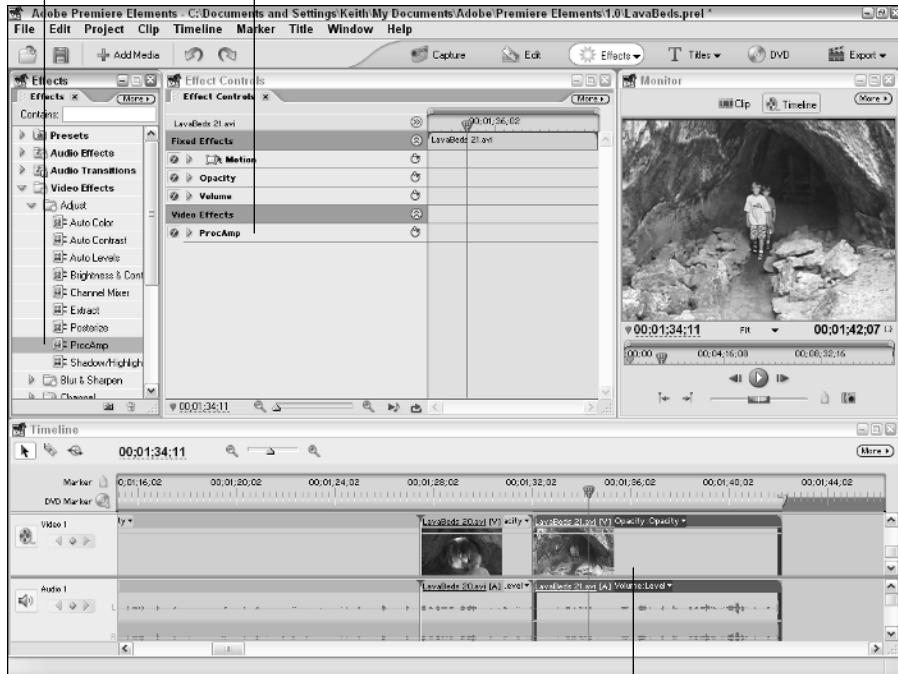 Adobe Premiere Elements - C:\Documents and Settings\Keith\My Documents\Adobe\Premiere Elements\1.0\LavaBeds.prel *
File Edit Project Clip Timeline Marker Title Window Help
Add Media Capture Edit Effects Titles DVD Export
Effects
Effects More
Contains:
Presets
Audio Effects
Audio Transitions
Video Effects
Adjust
Auto Color
Auto Contrast
Auto Levels
Brightness & Cont
Channel Mixer
Extract
Posterize
ProcAmp
Shadow/Highligh
Blur & Sharpen
Channel
Effect Controls
Effect Controls More
LavaBeds 21.avi 00;01;36;02
Fixed Effects LavaBeds 21.avi
Motion
Opacity
Volume
Video Effects
ProcAmp
00;01;34;11
Monitor
Clip Timeline More
00;01;34;11 Fit 00;01;42;07
00;00 00;04;16;08 00;08;32;16
Timeline
00;01;34;11 More
Marker 0;01;16;02 00;01;20;02 00;01;24;02 00;01;28;02 00;01;32;02 00;01;36;02 00;01;40;02 00;01;44;02
DVD Marker
Video 1 ty LavaBeds 20.avi [V] acity LavaBeds 21.avi [V] Opacity:Opacity
Audio 1 LavaBeds 20.avi [A] .evel LavaBeds 21.avi [A] Volume:Level
L
R